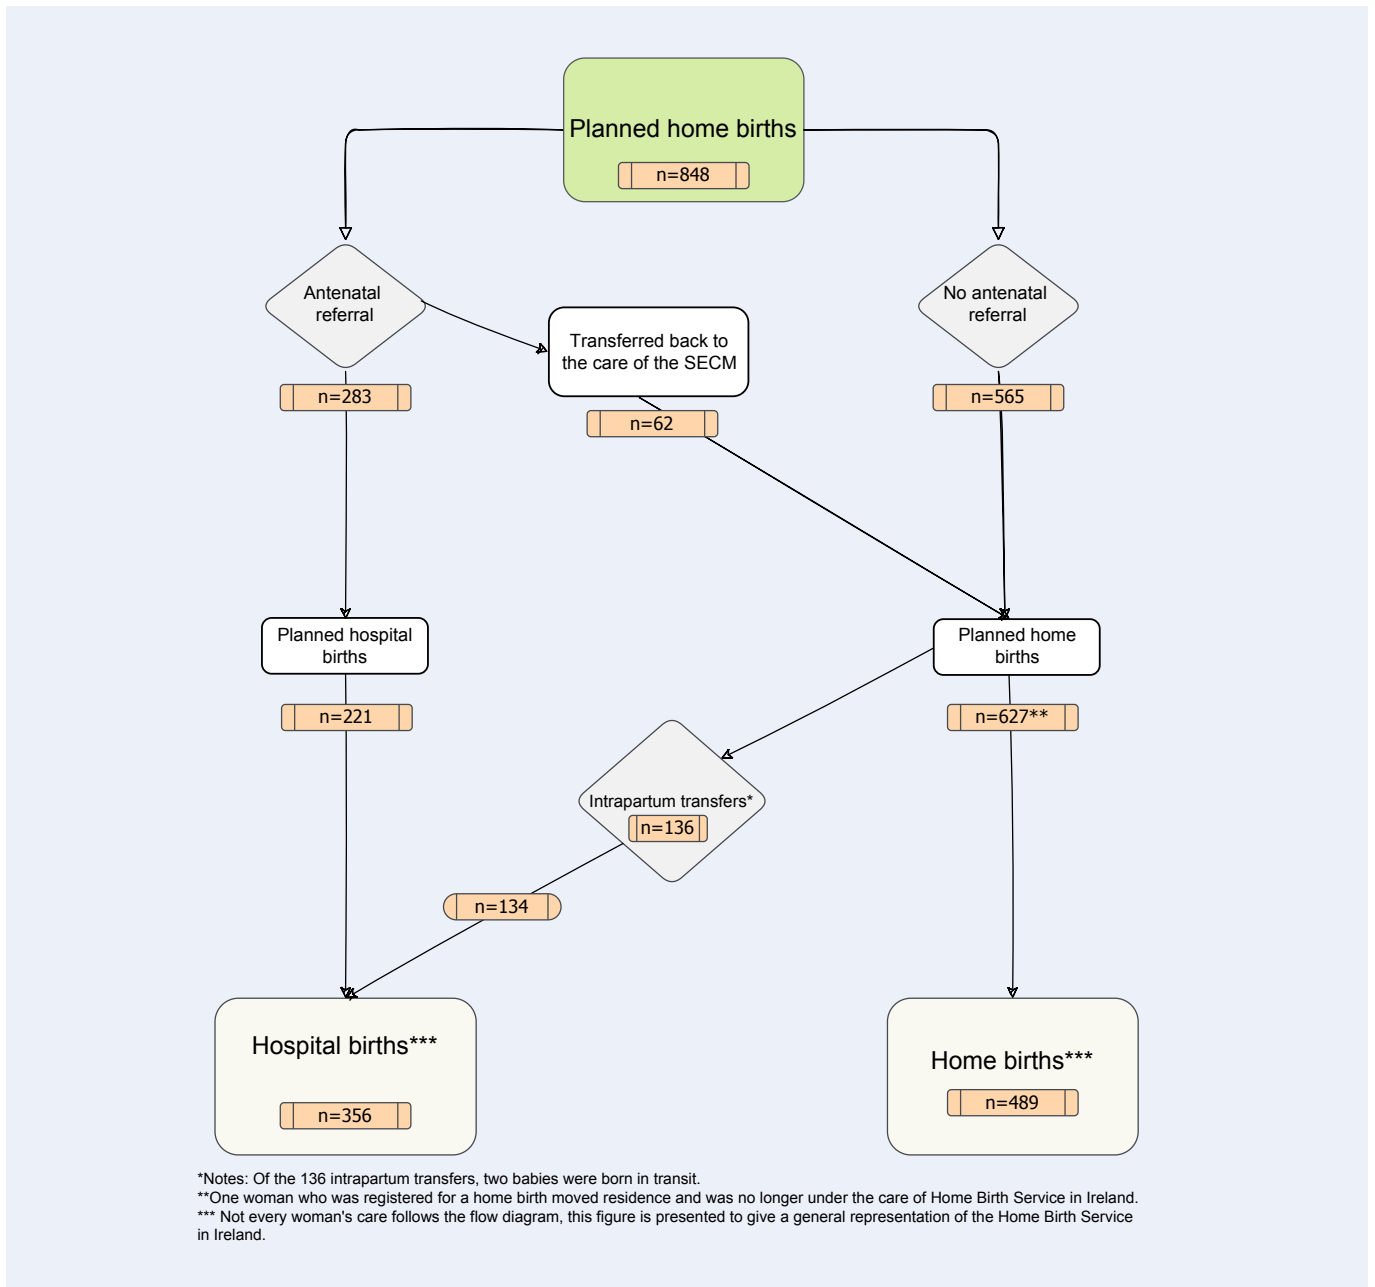 Planned home births
n=848
Antenatal
referral
No antenatal
referral
Transferred back to
the care of the SECM
n=283
n=62
n=565
Planned hospital
births
Planned home
births
n=221
n=627**
Intrapartum transfers*
n=136
n=134
Hospital births***
n=356
Home births***
n=489
*Notes: Of the 136 intrapartum transfers, two babies were born in transit.
**One woman who was registered for a home birth moved residence and was no longer under the care of Home Birth Service in Ireland.
*** Not every woman's care follows the flow diagram, this figure is presented to give a general representation of the Home Birth Service
in Ireland.